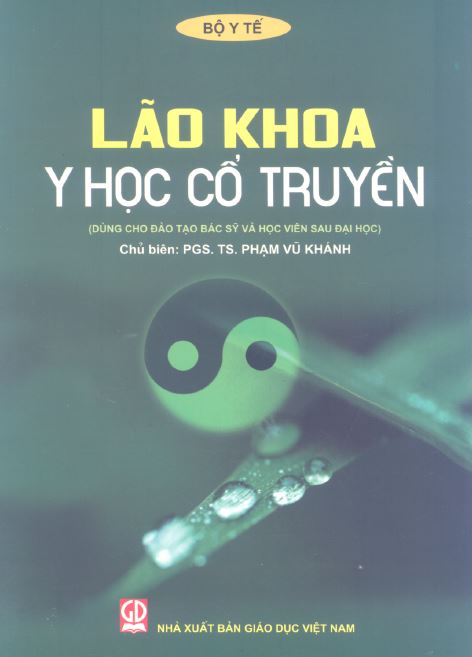 BỘ Y TẾ
LÃO KHOA
Y HỌC CỔ TRUYỀN
(DÙNG CHO ĐÀO TẠO BÁC SỸ VÀ HỌC VIÊN SAU ĐẠI HỌC)
Chủ biên: PGS. TS. PHẠM VŨ KHÁNH
GD
NHÀ XUẤT BẢN GIÁO DỤC VIỆT NAM